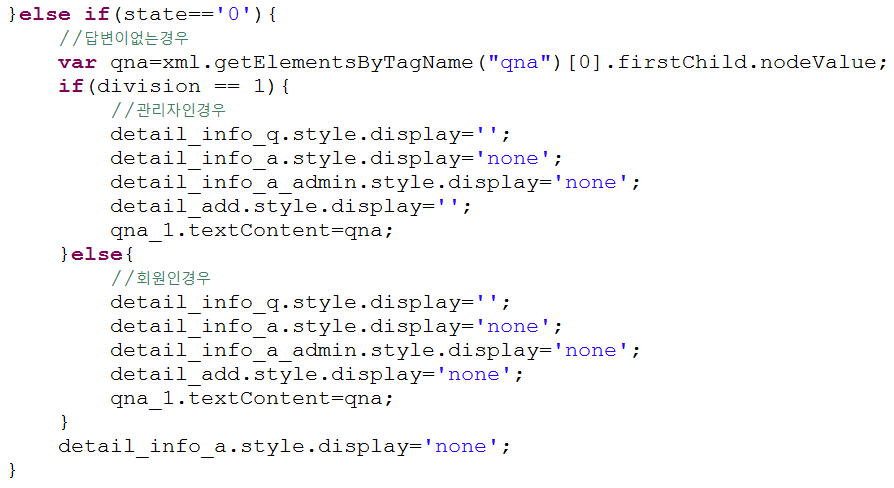 }else if(state=='0'){
    //답변이없는경우
    var qna=xml.getElementsByTagName("qna")[0].firstChild.nodeValue;
    if(division == 1){
        //관리자인경우
        detail_info_q.style.display='';
        detail_info_a.style.display='none';
        detail_info_a_admin.style.display='none';
        detail_add.style.display='';
        qna_1.textContent=qna;
    }else{
        //회원인경우
        detail_info_q.style.display='';
        detail_info_a.style.display='none';
        detail_info_a_admin.style.display='none';
        detail_add.style.display='none';
        qna_1.textContent=qna;
    }
    detail_info_a.style.display='none';
}